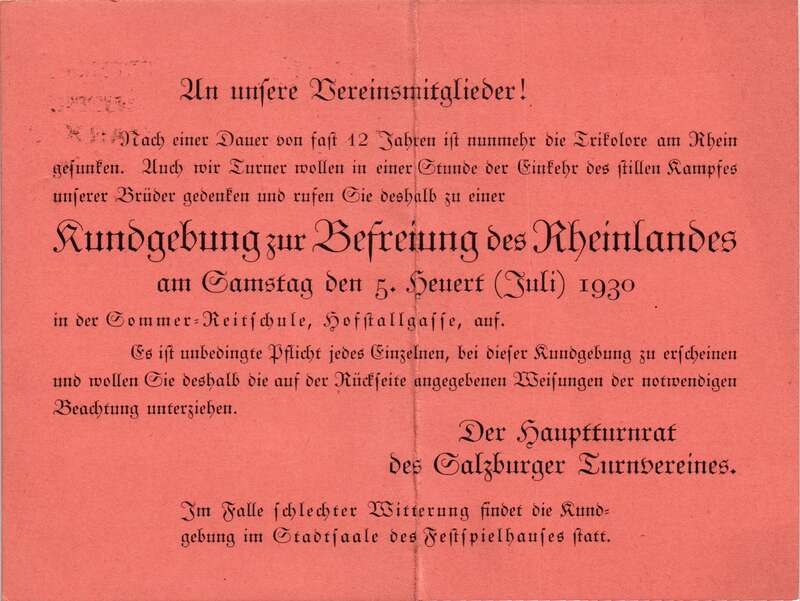 An unsere Vereinsmitglieder!
Nach einer Dauer von fast 12 Jahren ist nunmehr die Trikolore am Rhein
gesunken. Auch wir Turner wollen in einer Stunde der Einkehr des stillen Kampfes
unserer Brüder gedenken und rufen Sie deshalb zu einer
Kundgebung zur Befreiung des Rheinlandes
am Samstag den 5. Heuert (Juli) 1930
in der Sommer-Reitschule, Hofstallgasse, auf.
Es ist unbedingte Pflicht jedes Einzelnen, bei dieser Kundgebung zu erscheinen
und wollen Sie deshalb die auf der Rückseite angegebenen Weisungen der notwendigen
Beachtung unterziehen.
Der Hauptturnrat
des Salzburger Turnvereines.
Im Falle schlechter Witterung findet die Kund-
gebung im Stadtsaale des Festspielhauses statt.